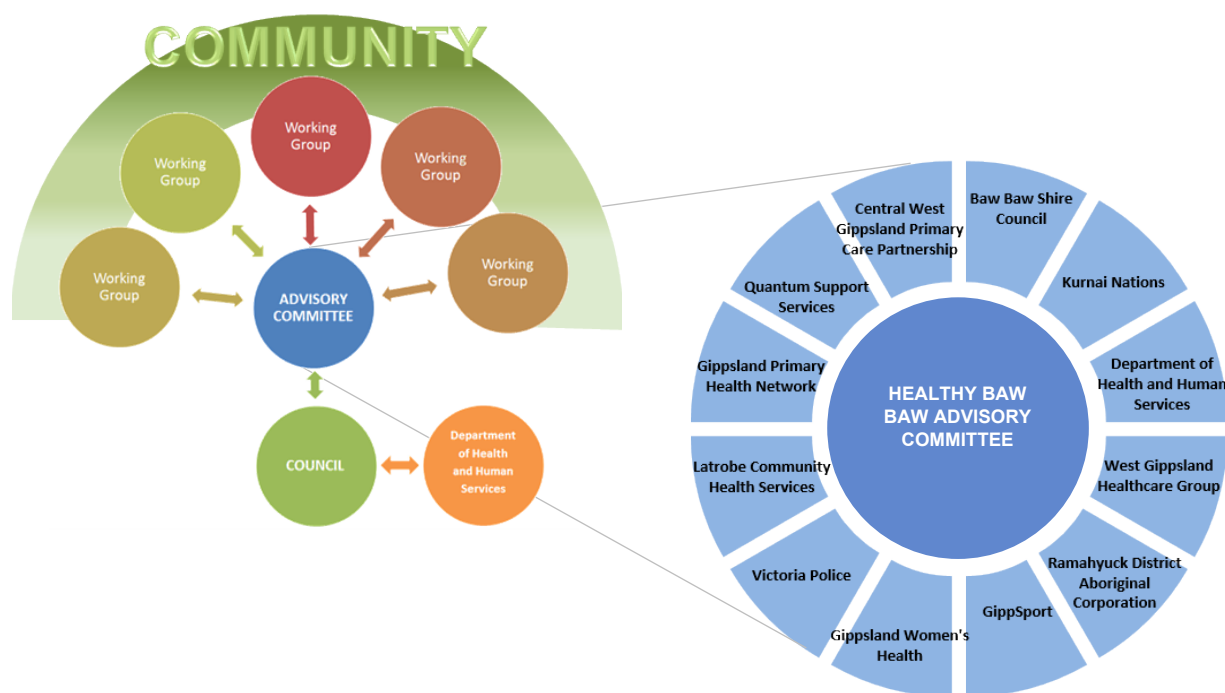 COMMUNITY
Working
Group
Working
Group
Working
Group
Working
Group
Working
Group
ADVISORY
COMMITTEE
COUNCIL
Department
of Health
and Human
Services
Baw Baw Shire
Council
Kurnai Nations
Department of
Health and Human
Services
West Gippsland
Healthcare Group
Ramahyuck District
Aboriginal
Corporation
GippSport
Gippsland Women's
Health
Victoria Police
Latrobe Community
Health Services
Gippsland Primary
Health Network
Quantum Support
Services
Central West
Gippsland Primary
Care Partnership
HEALTHY BAW
BAW ADVISORY
COMMITTEE